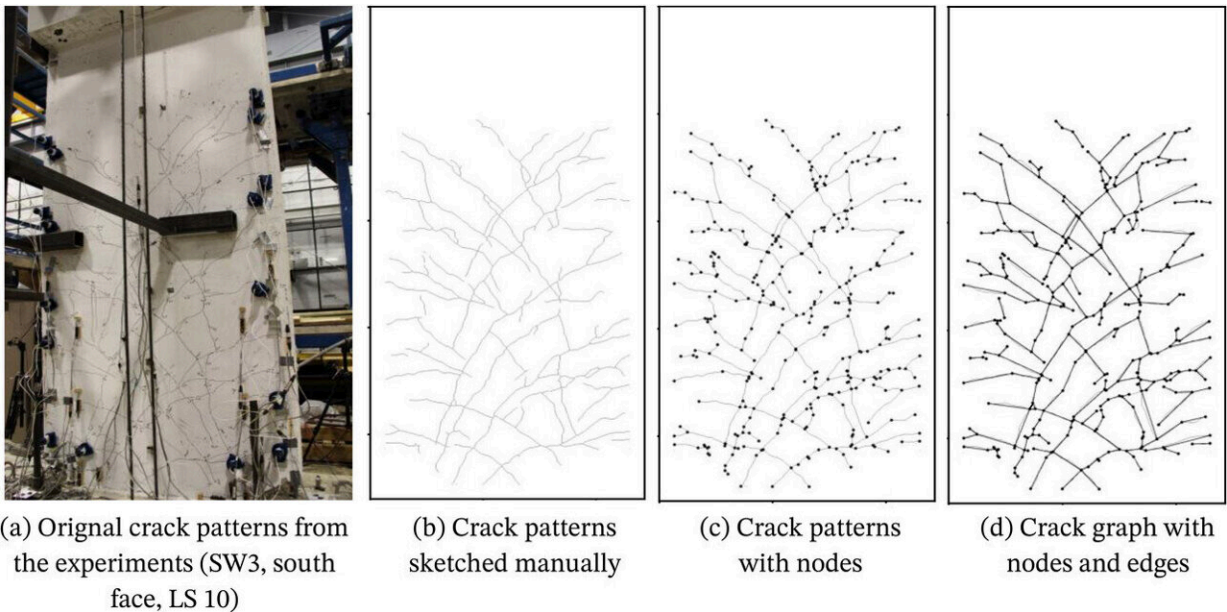 (a) Orignal crack patterns from
the experiments (SW3, south
face, LS 10)
(b) Crack patterns
sketched manually
(c) Crack patterns
with nodes
(d) Crack graph with
nodes and edges